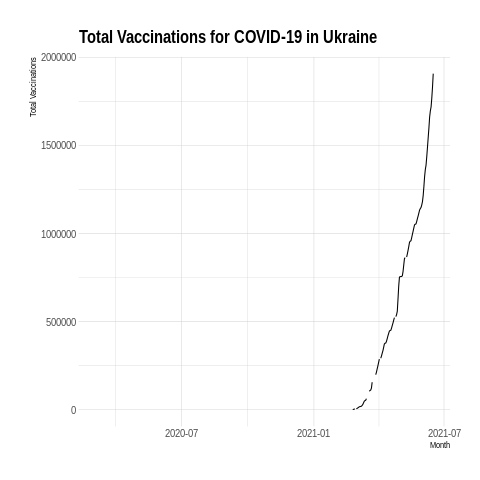 Total Vaccinations for COVID-19 in Ukraine
Total Vaccinations
2000000
1500000
1000000
500000
0
2020-07
2021-01
2021-07
Month